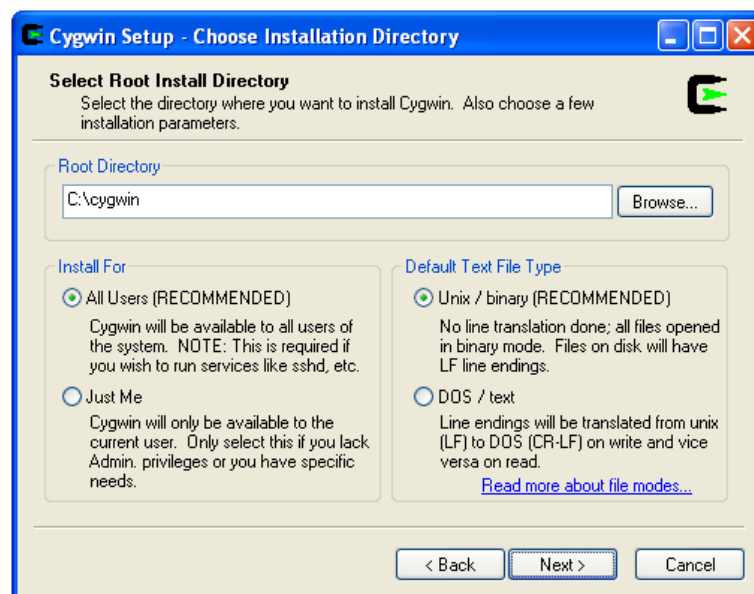 Cygwin Setup - Choose Installation Directory
Select Root Install Directory
Select the directory where you want to install Cygwin. Also choose a few
installation parameters.
Root Directory
C:\cygwin
Browse...
Install For
All Users (RECOMMENDED)
Cygwin will be available to all users of
the system. NOTE: This is required if
you wish to run services like sshd, etc.
Just Me
Cygwin will only be available to the
current user. Only select this if you lack
Admin. privileges or you have specific
needs.
Default Text File Type
Unix / binary (RECOMMENDED)
No line translation done; all files opened
in binary mode. Files on disk will have
LF line endings.
DOS / text
Line endings will be translated from unix
(LF) to DOS (CR-LF) on write and vice
versa on read.
Read more about file modes...
< Back
Next >
Cancel